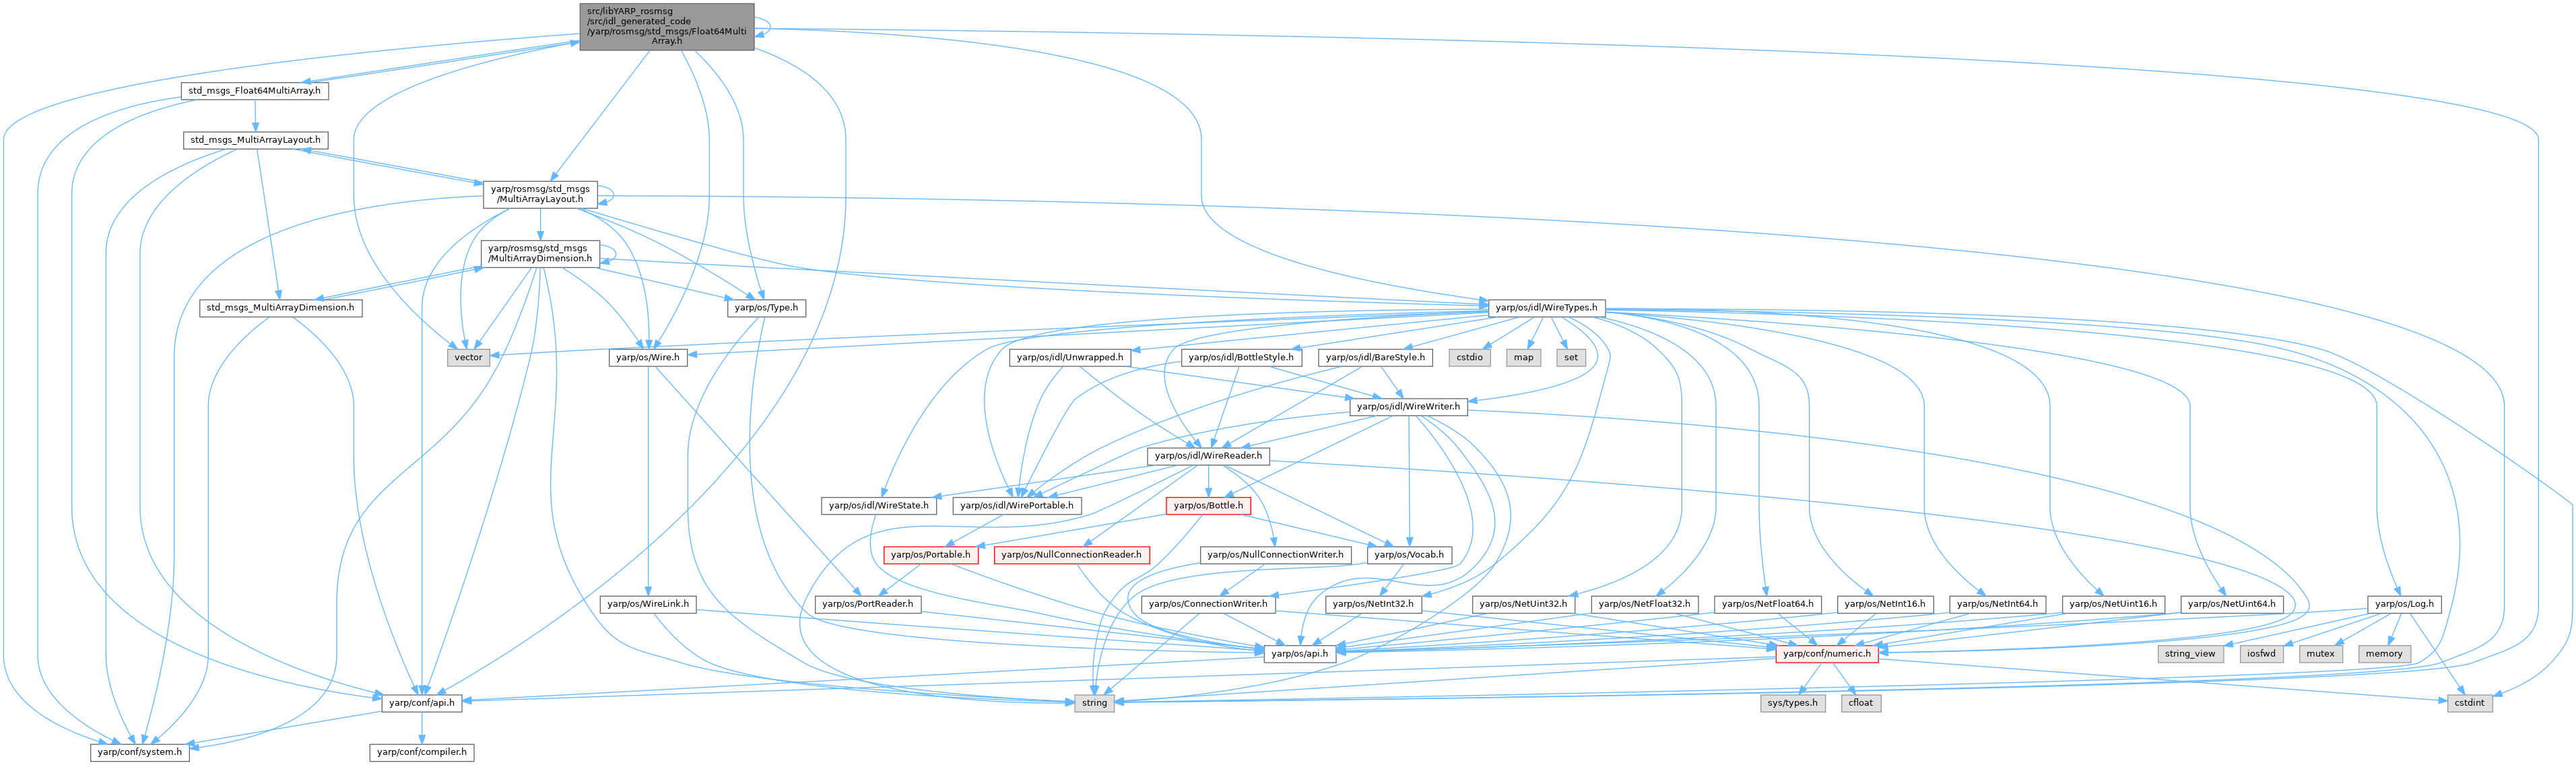 src/libYARP_rosmsg
/src/idl_generated_code
/yarp/rosmsg/std_msgs/Float64Multi
Array.h
std_msgs_Float64MultiArray.h
std_msgs_MultiArrayLayout.h
yarp/rosmsg/std_msgs
/MultiArrayLayout.h
yarp/rosmsg/std_msgs
/MultiArrayDimension.h
std_msgs_MultiArrayDimension.h
yarp/os/Type.h
yarp/os/idl/WireTypes.h
vector
yarp/os/Wire.h
yarp/os/idl/Unwrapped.h
yarp/os/idl/BottleStyle.h
yarp/os/idl/BareStyle.h
cstdio
map
set
yarp/os/idl/WireWriter.h
yarp/os/idl/WireReader.h
yarp/os/idl/WireState.h
yarp/os/idl/WirePortable.h
yarp/os/Bottle.h
yarp/os/Portable.h
yarp/os/NullConnectionReader.h
yarp/os/NullConnectionWriter.h
yarp/os/Vocab.h
yarp/os/WireLink.h
yarp/os/PortReader.h
yarp/os/ConnectionWriter.h
yarp/os/NetInt32.h
yarp/os/NetUint32.h
yarp/os/NetFloat32.h
yarp/os/NetFloat64.h
yarp/os/NetInt16.h
yarp/os/NetInt64.h
yarp/os/NetUint16.h
yarp/os/NetUint64.h
yarp/os/Log.h
yarp/os/api.h
yarp/conf/numeric.h
string_view
iosfwd
mutex
memory
yarp/conf/api.h
string
sys/types.h
cfloat
cstdint
yarp/conf/system.h
yarp/conf/compiler.h